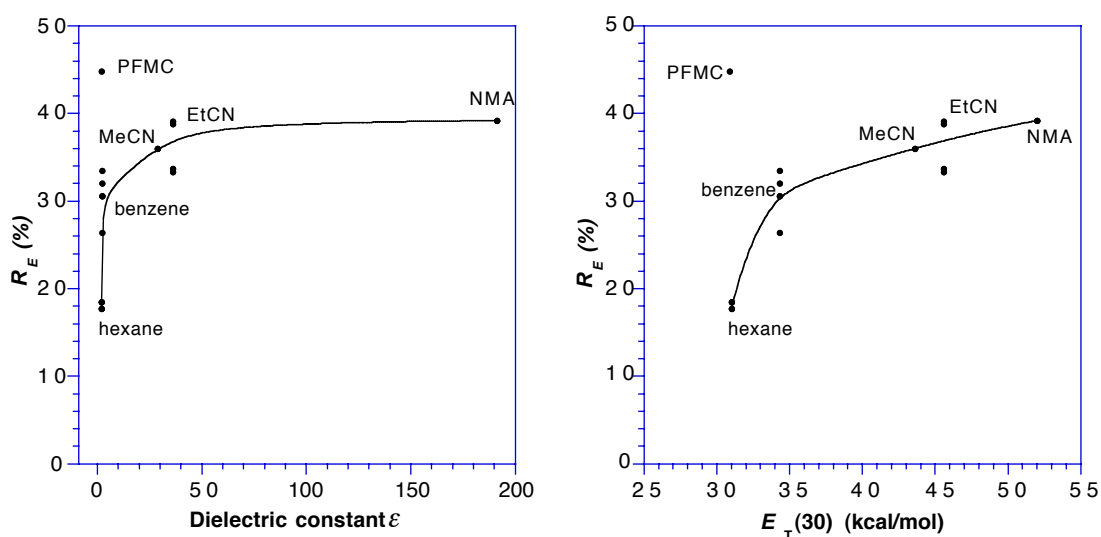 50
40
30
20
10
0
R_E (%)
PFMC
EtCN
MeCN
NMA
benzene
hexane
0 50 100 150 200
Dielectric constant ε
50
40
30
20
10
0
R_E (%)
PFMC
EtCN
MeCN
NMA
benzene
hexane
25 30 35 40 45 50 55
E_T(30) (kcal/mol)